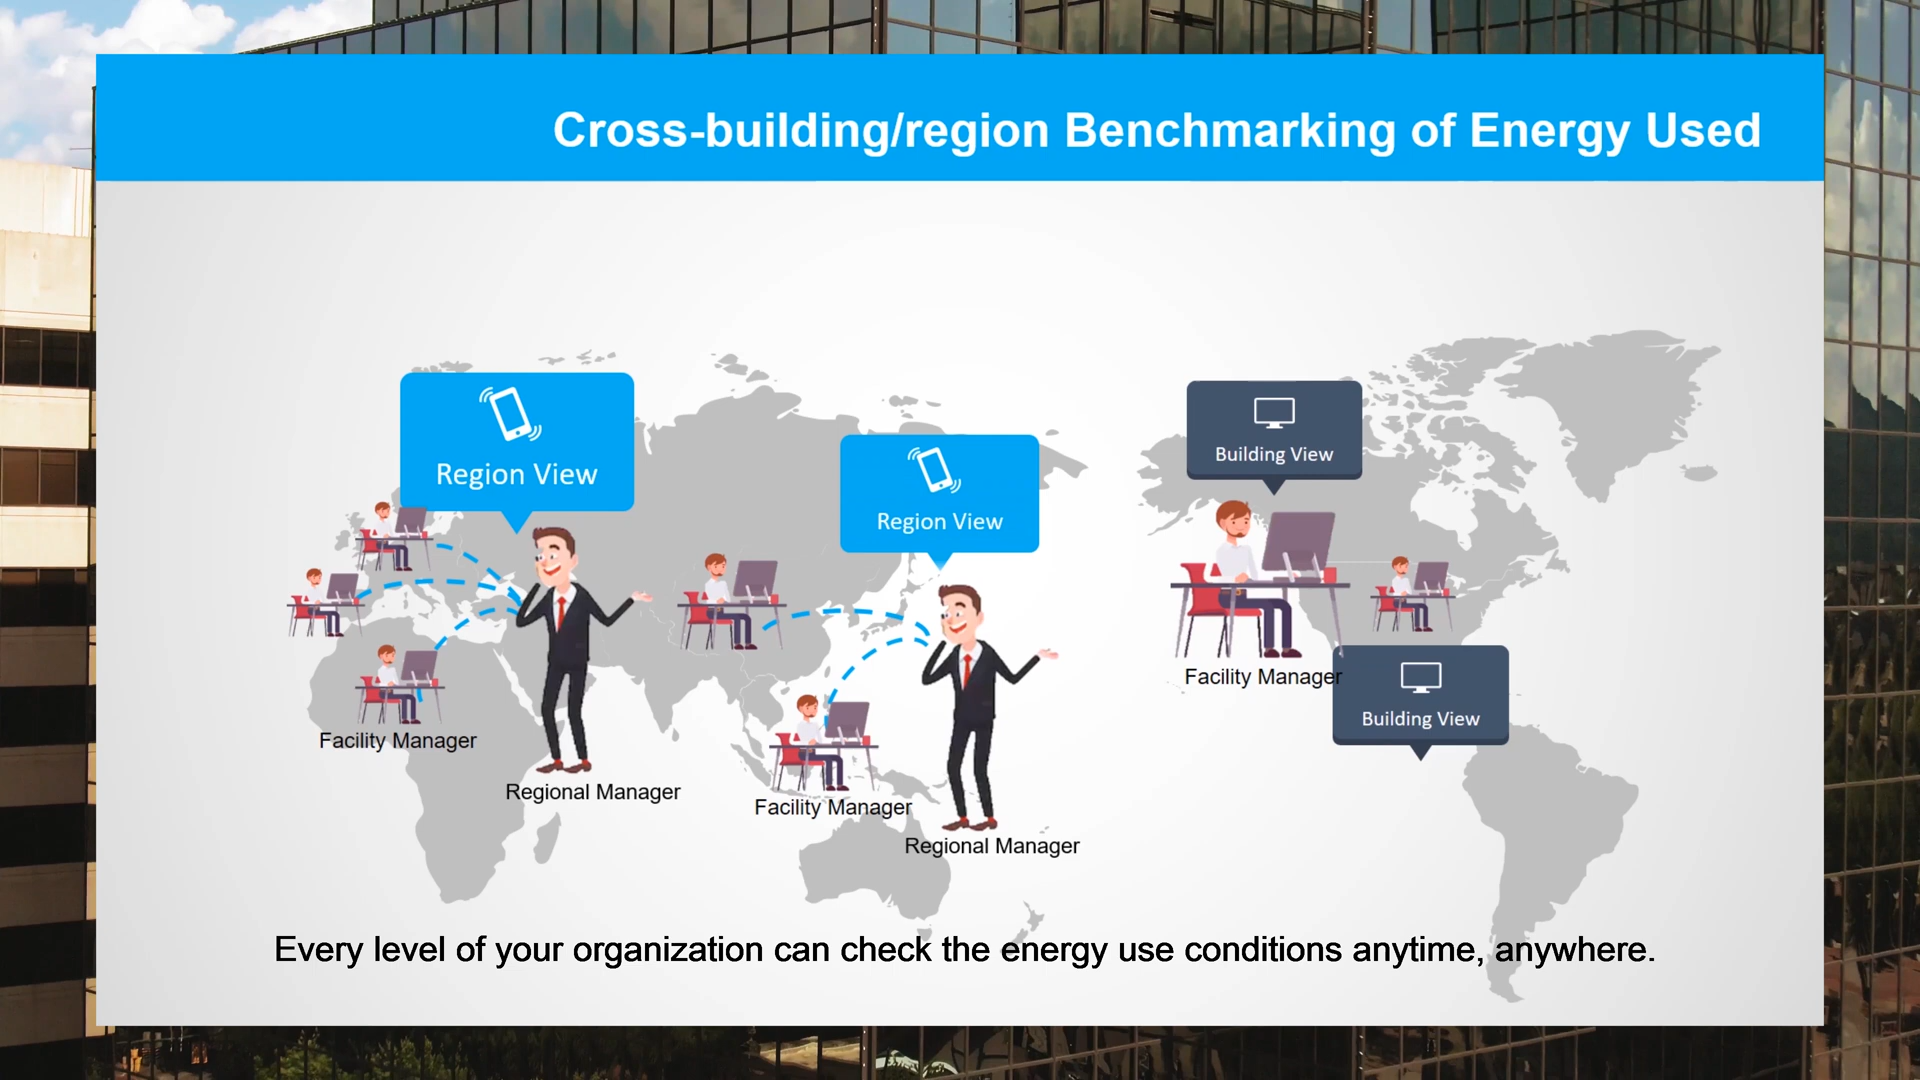 Cross-building/region Benchmarking of Energy Used
Region View
Region View
Building View
Facility Manager
Building View
Facility Manager
Regional Manager
Facility Manager
Regional Manager
Every level of your organization can check the energy use conditions anytime, anywhere.